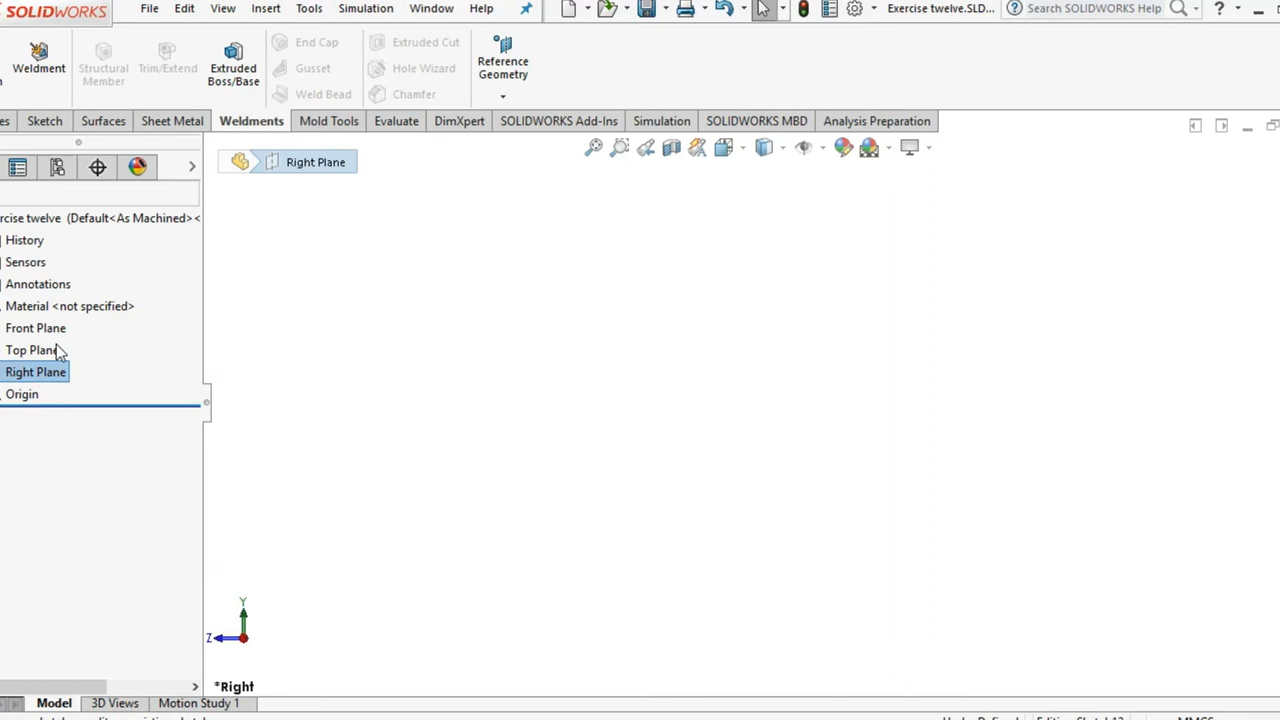 SOLIDWORKS File Edit View Insert Tools Simulation Window Help Exercise twelve.SLD... Search SOLIDWORKS Help ?
Weldment
Structural Member
Trim/Extend
Extruded Boss/Base
End Cap
Gusset
Weld Bead
Extruded Cut
Hole Wizard
Chamfer
Reference Geometry
es Sketch Surfaces Sheet Metal Weldments Mold Tools Evaluate DimXpert SOLIDWORKS Add-Ins Simulation SOLIDWORKS MBD Analysis Preparation
Right Plane
rcise twelve (Default<As Machined><
History
Sensors
Annotations
Material <not specified>
Front Plane
Top Plane
Right Plane
Origin
Y
Z
*Right
Model 3D Views Motion Study 1